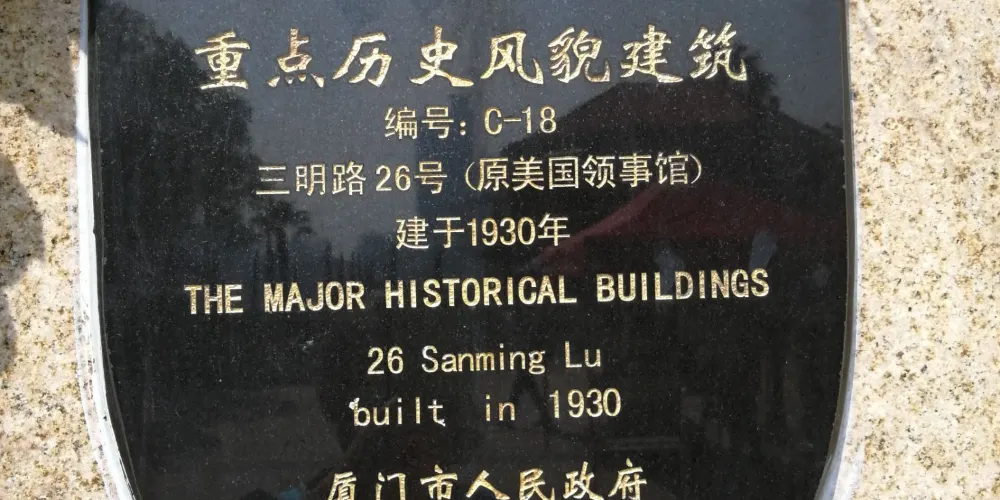 重点历史风貌建筑
编号：C-18
三明路26号（原美国领事馆）
建于1930年
THE MAJOR HISTORICAL BUILDINGS
26 Sanming Lu
built in 1930
厦门市人民政府